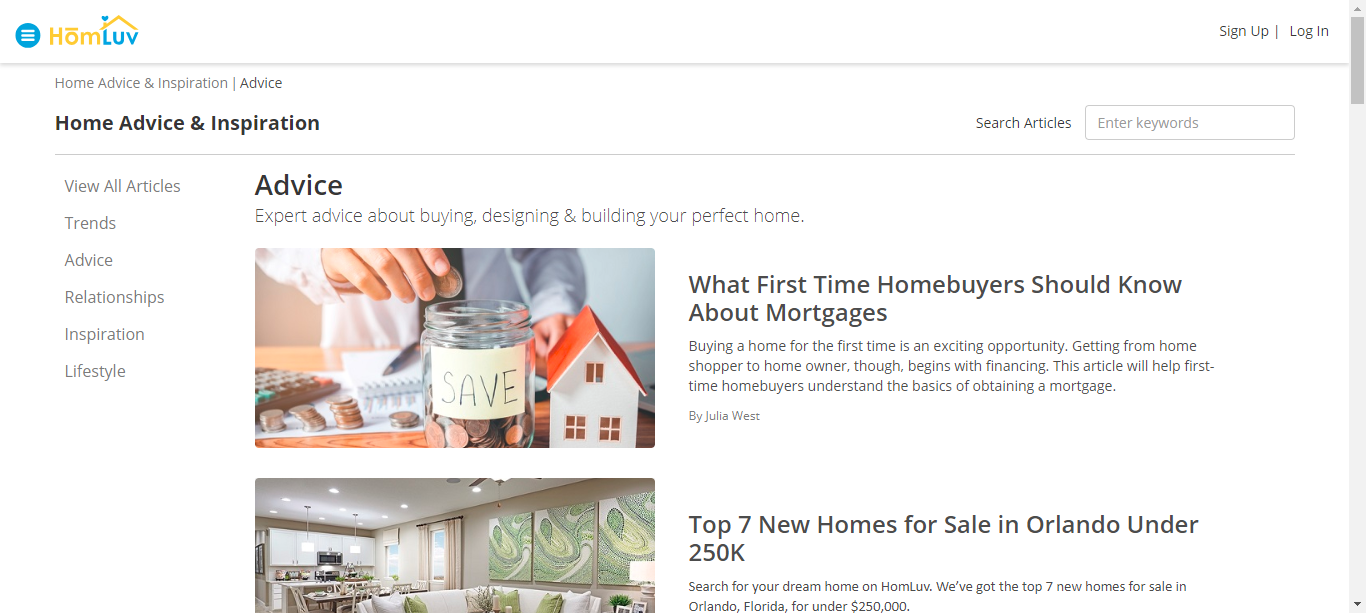 HōmLuv
Sign Up | Log In
Home Advice & Inspiration | Advice
Home Advice & Inspiration
Search Articles
Enter keywords
View All Articles
Trends
Advice
Relationships
Inspiration
Lifestyle
Advice
Expert advice about buying, designing & building your perfect home.
SAVE
What First Time Homebuyers Should Know
About Mortgages
Buying a home for the first time is an exciting opportunity. Getting from home
shopper to home owner, though, begins with financing. This article will help first-
time homebuyers understand the basics of obtaining a mortgage.
By Julia West
Top 7 New Homes for Sale in Orlando Under
250K
Search for your dream home on HomLuv. We’ve got the top 7 new homes for sale in
Orlando, Florida, for under $250,000.